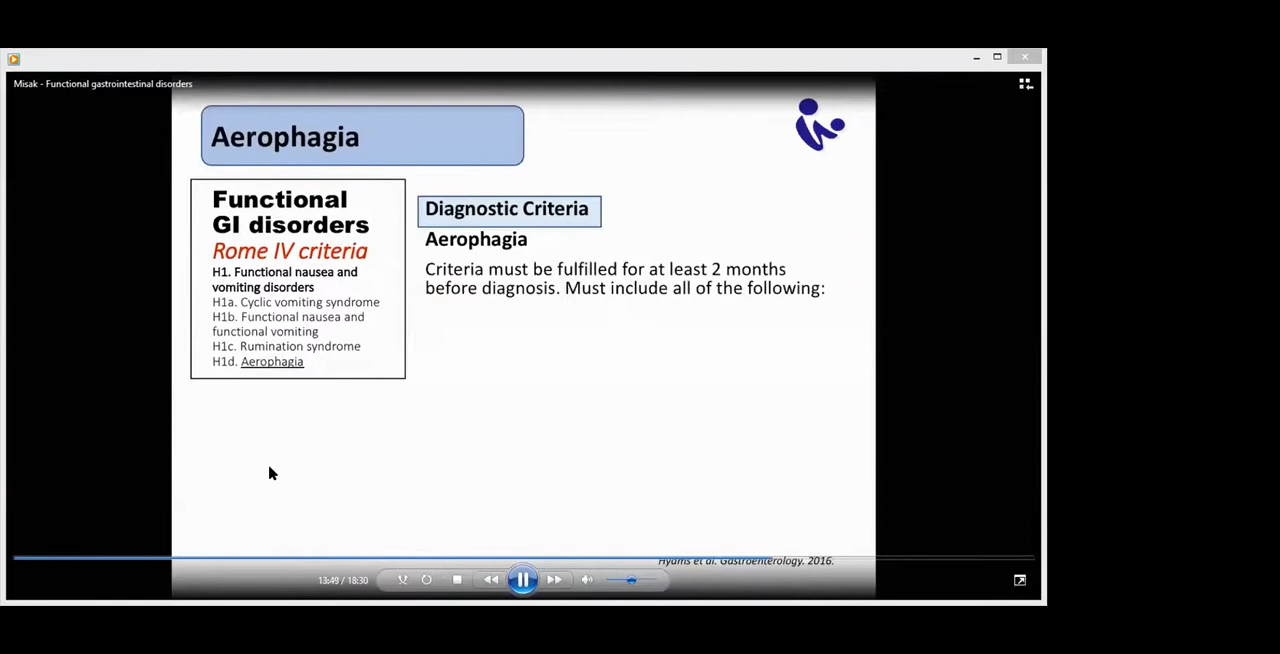 Misak - Functional gastrointestinal disorders
Aerophagia
Functional
GI disorders
Rome IV criteria
H1. Functional nausea and
vomiting disorders
H1a. Cyclic vomiting syndrome
H1b. Functional nausea and
functional vomiting
H1c. Rumination syndrome
H1d. Aerophagia
Diagnostic Criteria
Aerophagia
Criteria must be fulfilled for at least 2 months
before diagnosis. Must include all of the following:
Hyams et al. Gastroenterology. 2016.
13:49 / 18:30